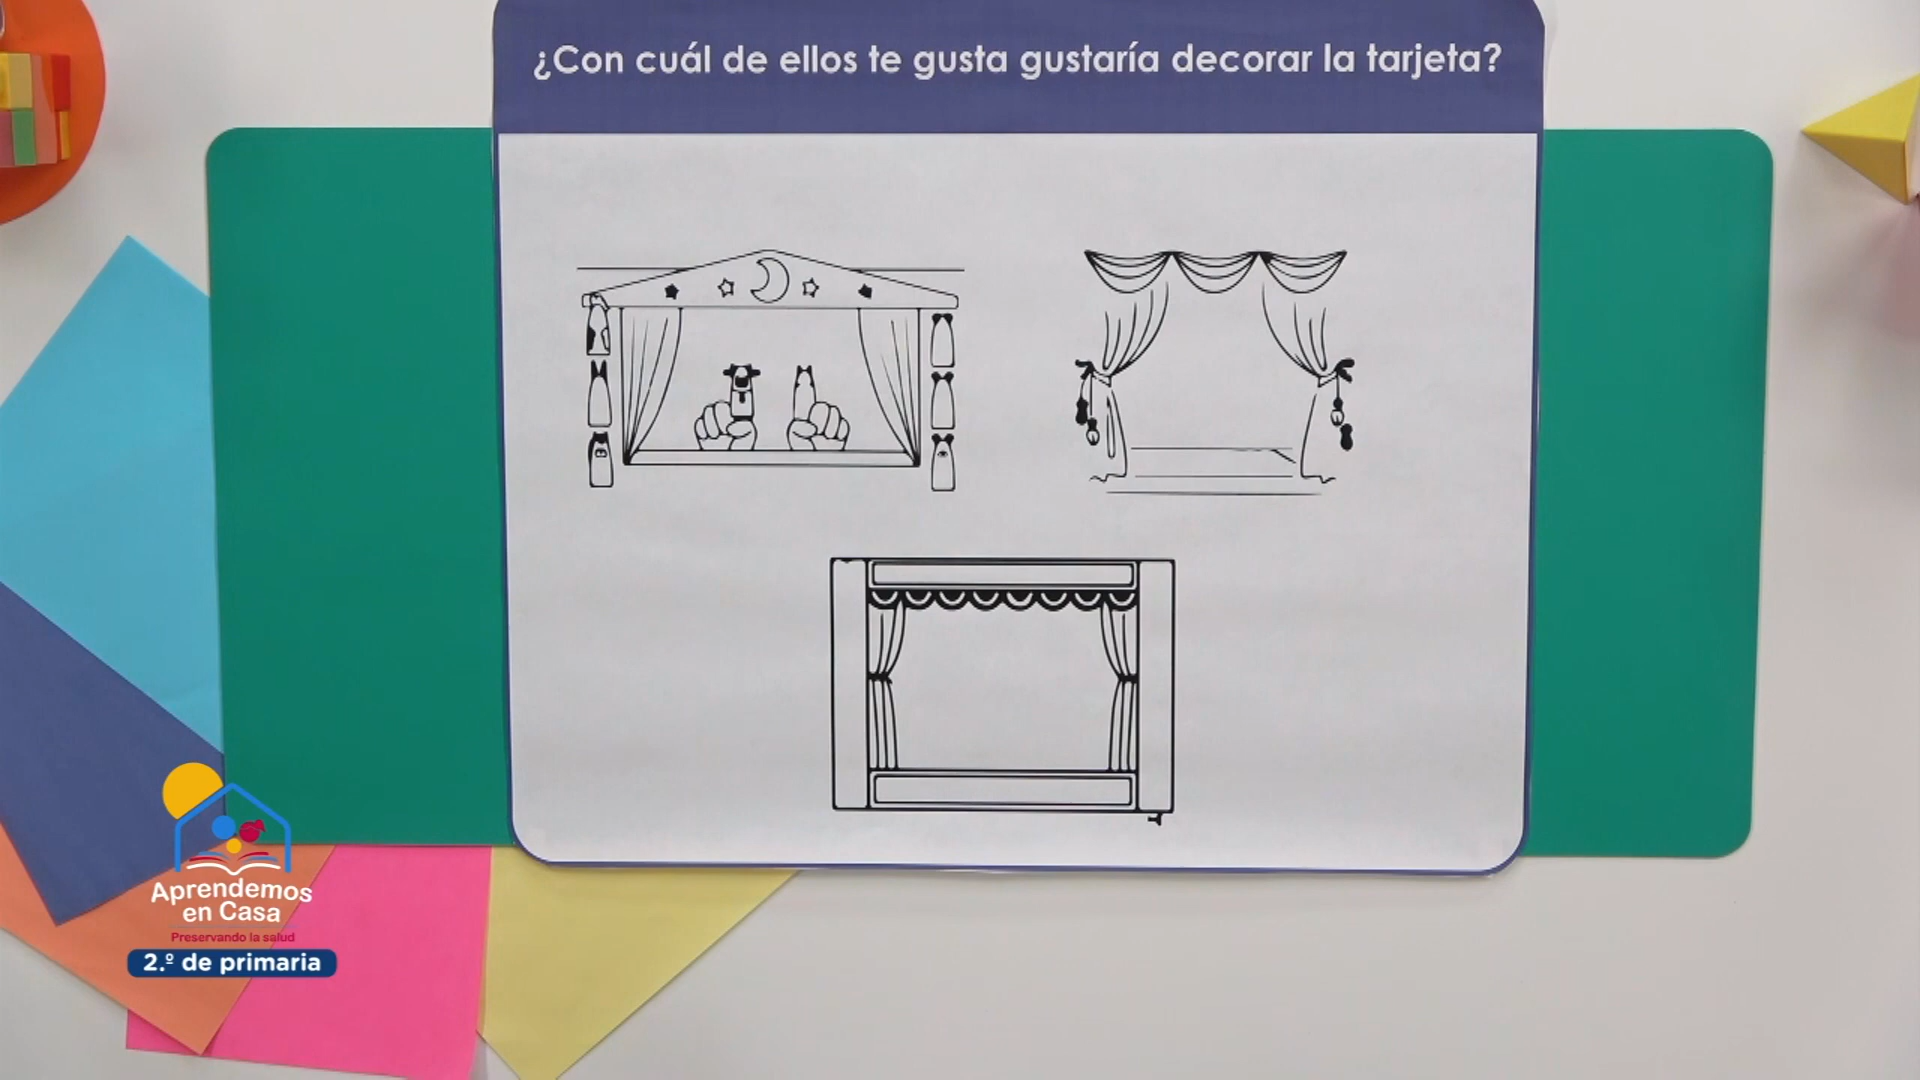 ¿Con cuál de ellos te gusta gustaría decorar la tarjeta?
Aprendemos
en Casa
Preservando la salud
2.º de primaria